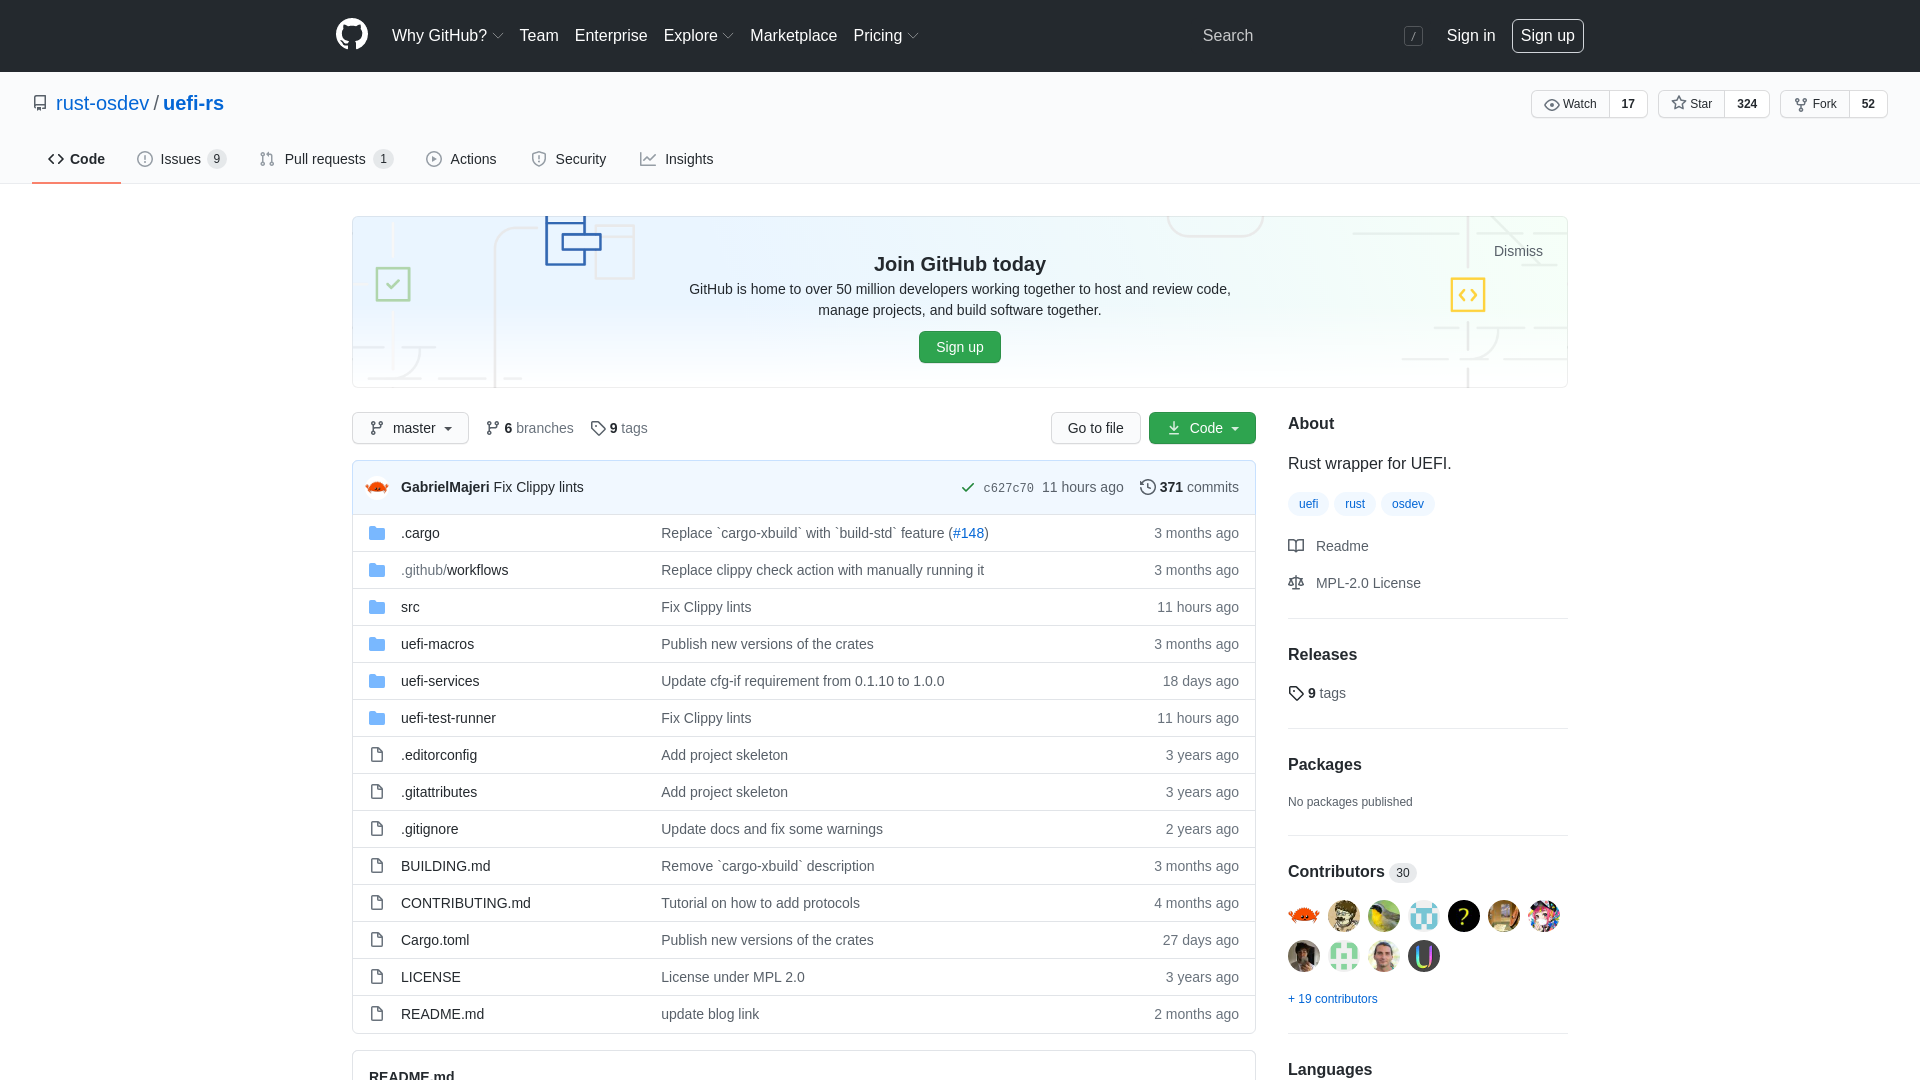 Why GitHub? Team Enterprise Explore Marketplace Pricing Search / Sign in Sign up
rust-osdev / uefi-rs Watch 17 Star 324 Fork 52
Code Issues 9 Pull requests 1 Actions Security Insights
Dismiss
Join GitHub today
GitHub is home to over 50 million developers working together to host and review code,
manage projects, and build software together.
Sign up
master 6 branches 9 tags Go to file Code
GabrielMajeri Fix Clippy lints c627c70 11 hours ago 371 commits
.cargo Replace `cargo-xbuild` with `build-std` feature (#148) 3 months ago
.github/workflows Replace clippy check action with manually running it 3 months ago
src Fix Clippy lints 11 hours ago
uefi-macros Publish new versions of the crates 3 months ago
uefi-services Update cfg-if requirement from 0.1.10 to 1.0.0 18 days ago
uefi-test-runner Fix Clippy lints 11 hours ago
.editorconfig Add project skeleton 3 years ago
.gitattributes Add project skeleton 3 years ago
.gitignore Update docs and fix some warnings 2 years ago
BUILDING.md Remove `cargo-xbuild` description 3 months ago
CONTRIBUTING.md Tutorial on how to add protocols 4 months ago
Cargo.toml Publish new versions of the crates 27 days ago
LICENSE License under MPL 2.0 3 years ago
README.md update blog link 2 months ago
README.md
About
Rust wrapper for UEFI.
uefi rust osdev
Readme
MPL-2.0 License
Releases
9 tags
Packages
No packages published
Contributors 30
+ 19 contributors
Languages